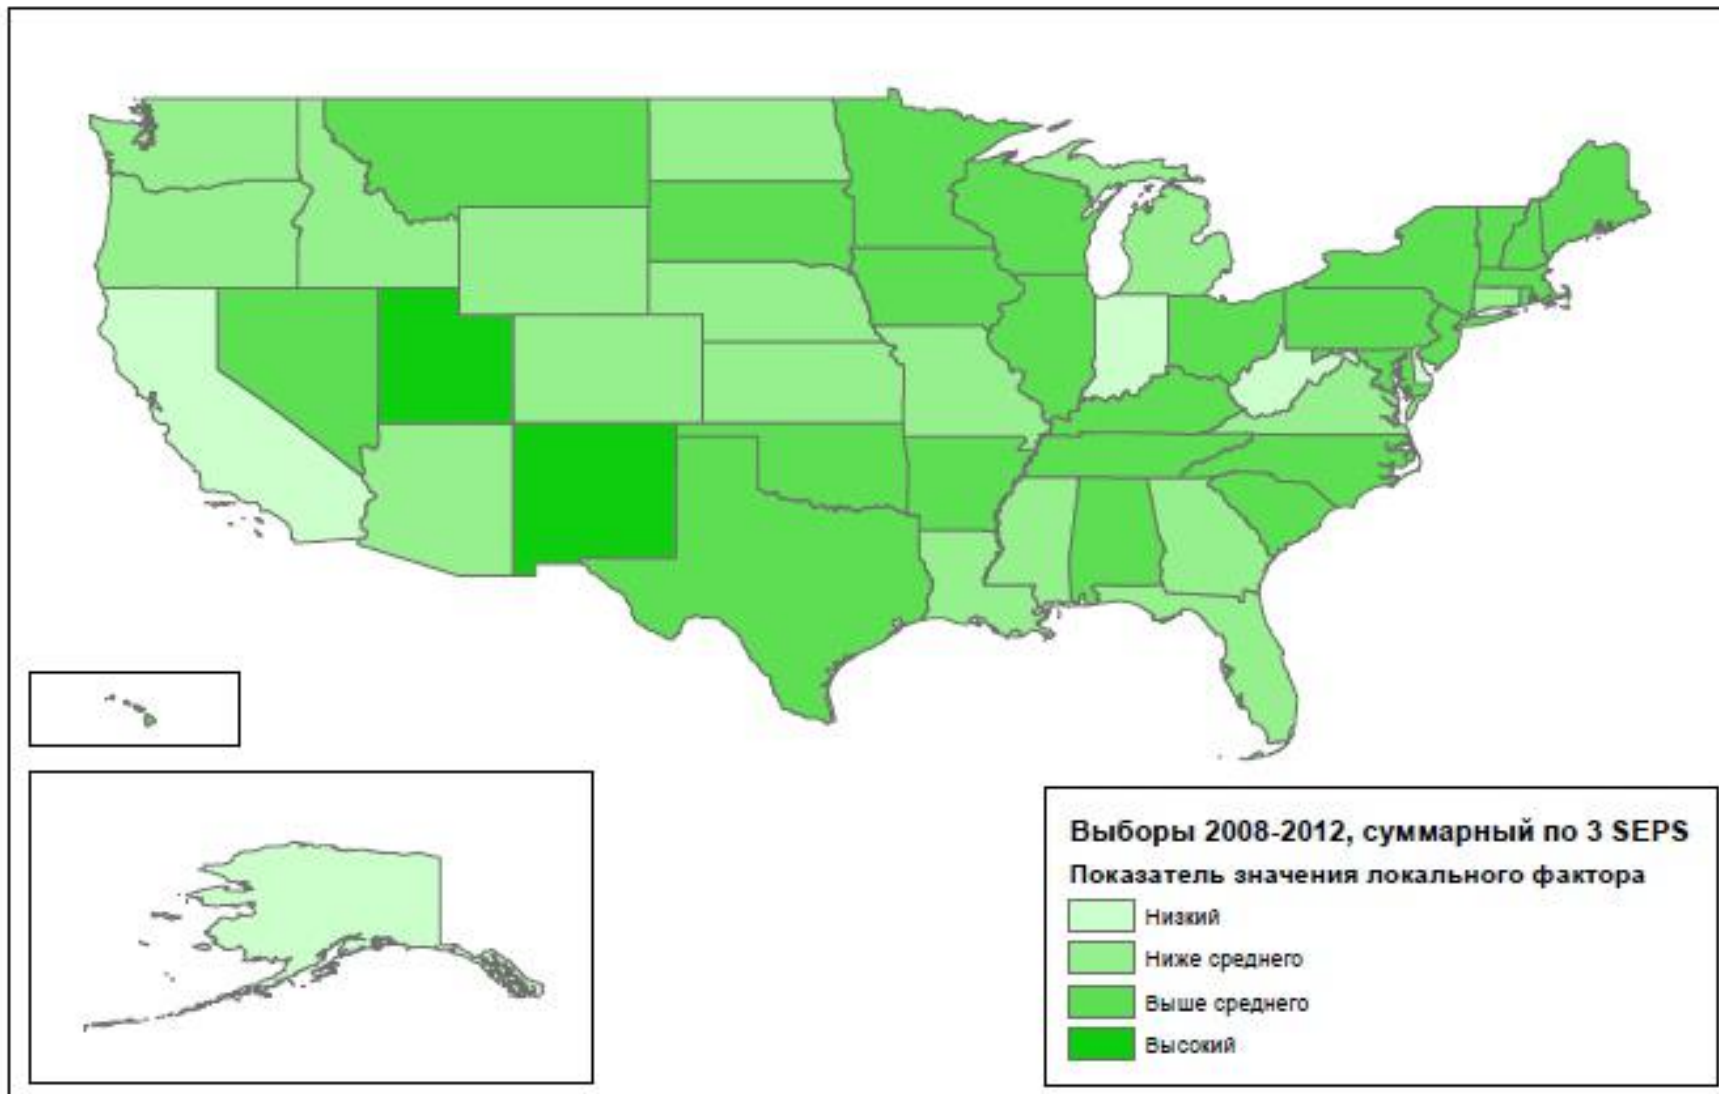 Выборы 2008-2012, суммарный по 3 SEPS
Показатель значения локального фактора
Низкий
Ниже среднего
Выше среднего
Высокий